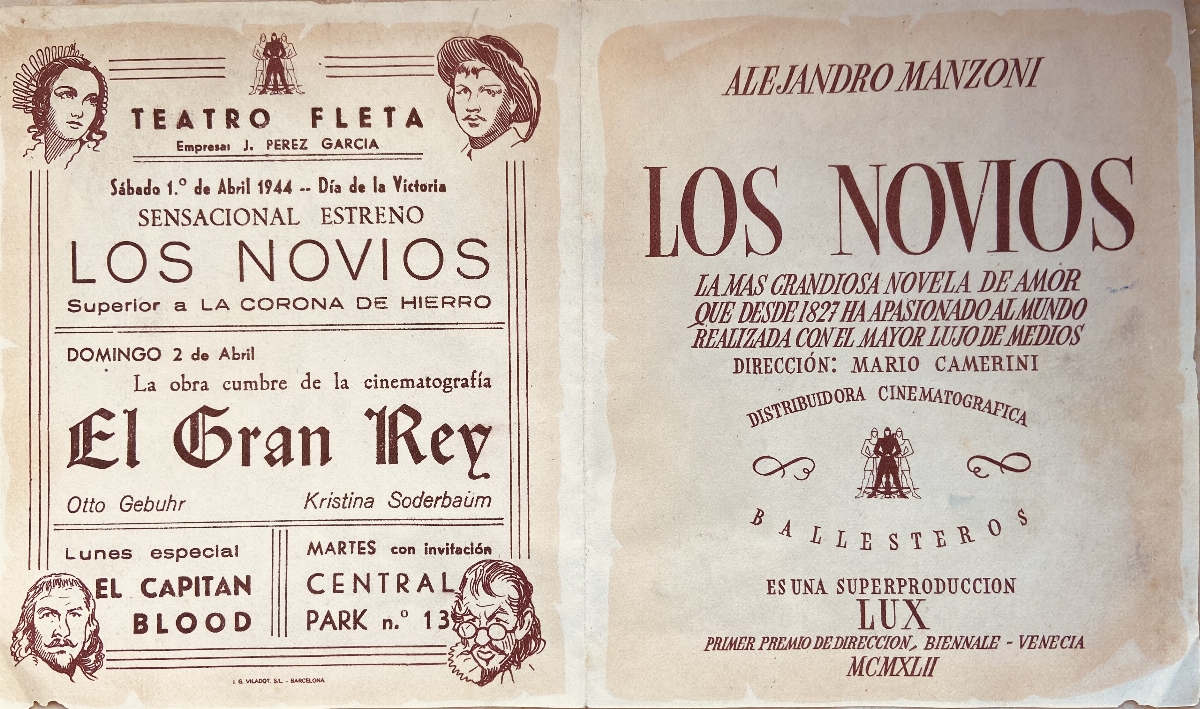 TEATRO FLETA
Empresa: J. PEREZ GARCIA
Sábado 1.º de Abril 1944 -- Día de la Victoria
SENSACIONAL ESTRENO
LOS NOVIOS
Superior a LA CORONA DE HIERRO
DOMINGO 2 de Abril
La obra cumbre de la cinematografía
El Gran Rey
Otto Gebuhr Kristina Soderbaüm
Lunes especial
EL CAPITAN
BLOOD
MARTES con invitación
CENTRAL
PARK n.º 13
J. G. VILADOT, S.L. - BARCELONA
ALEJANDRO MANZONI
LOS NOVIOS
LA MAS GRANDIOSA NOVELA DE AMOR
QUE DESDE 1827 HA APASIONADO AL MUNDO
REALIZADA CON EL MAYOR LUJO DE MEDIOS
DIRECCIÓN: MARIO CAMERINI
DISTRIBUIDORA CINEMATOGRAFICA
BALLESTEROS
ES UNA SUPERPRODUCCION
LUX
PRIMER PREMIO DE DIRECCION, BIENNALE - VENECIA
MCMXLII